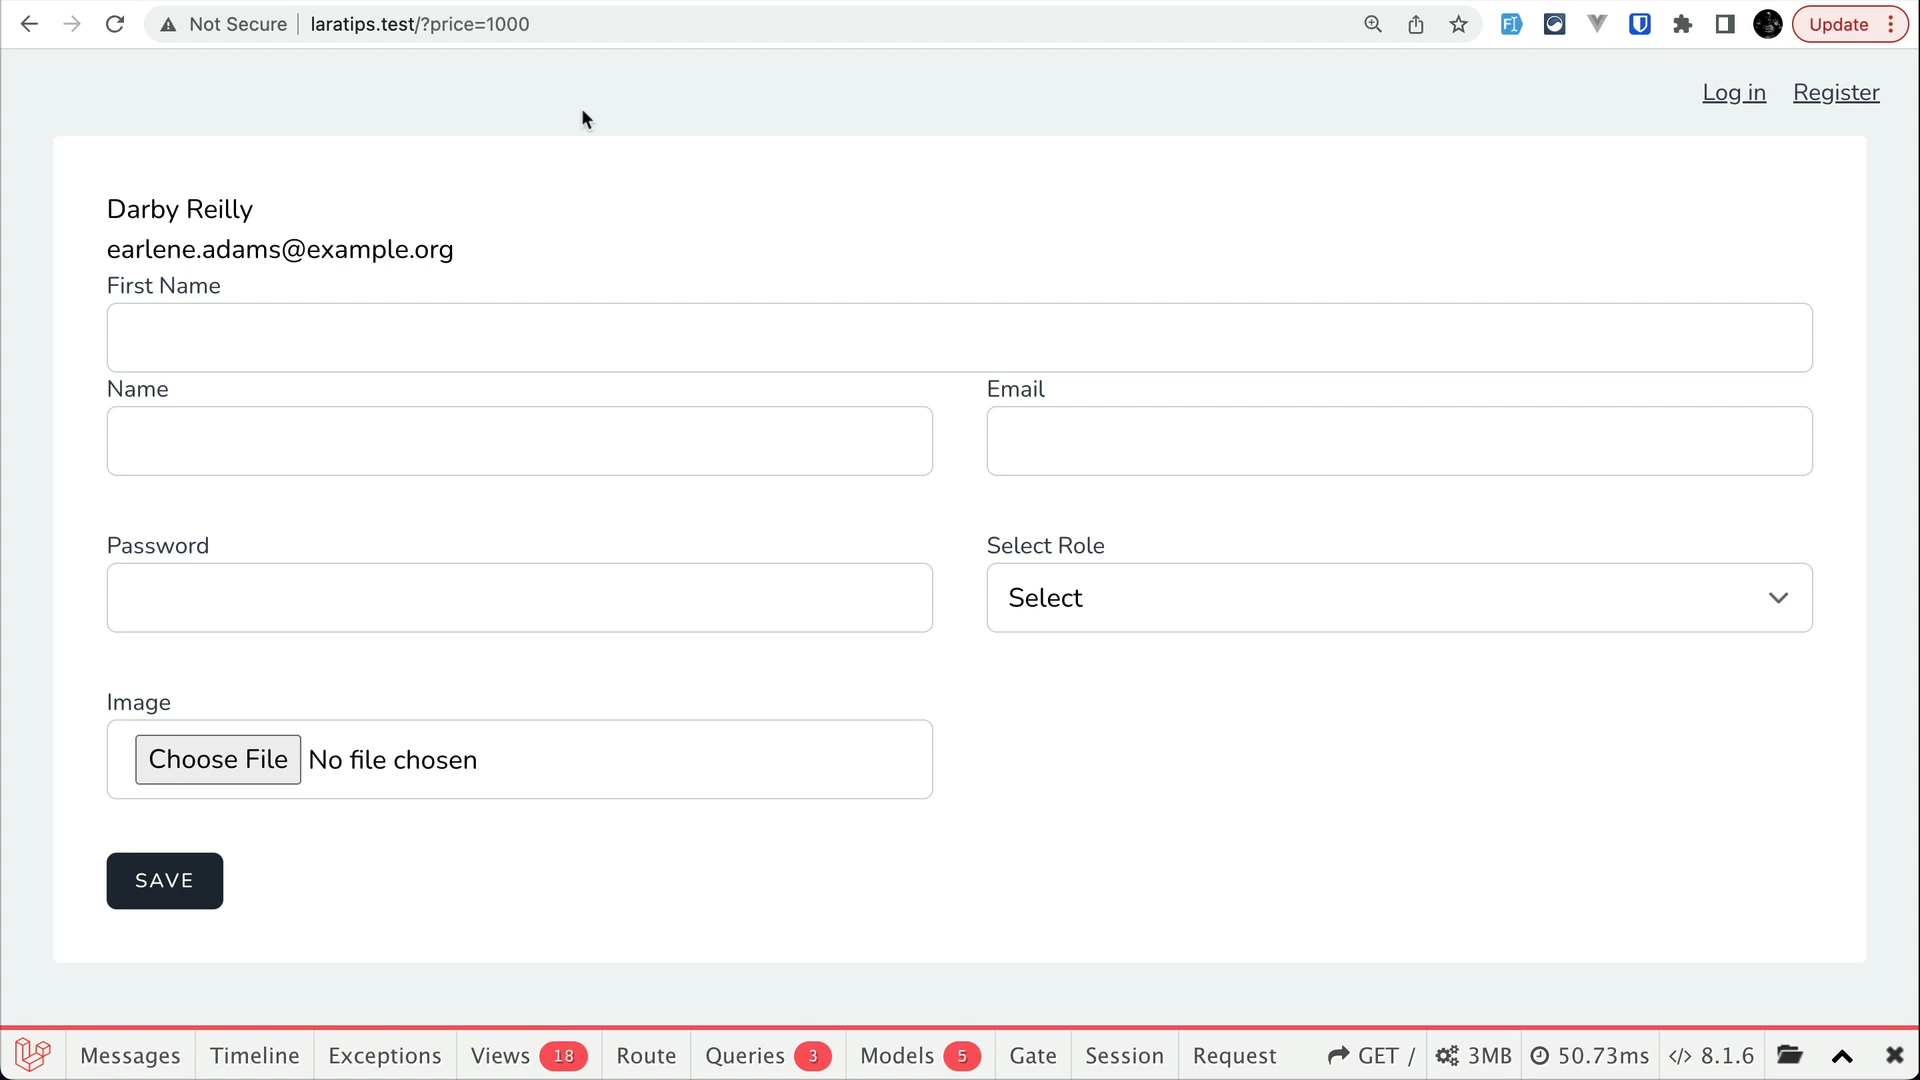 Not Secure laratips.test/?price=1000 Update
Log in Register
Darby Reilly
earlene.adams@example.org
First Name
Name Email
Password Select Role
Select
Image
Choose File No file chosen
SAVE
Messages Timeline Exceptions Views 18 Route Queries 3 Models 5 Gate Session Request GET / 3MB 50.73ms </> 8.1.6